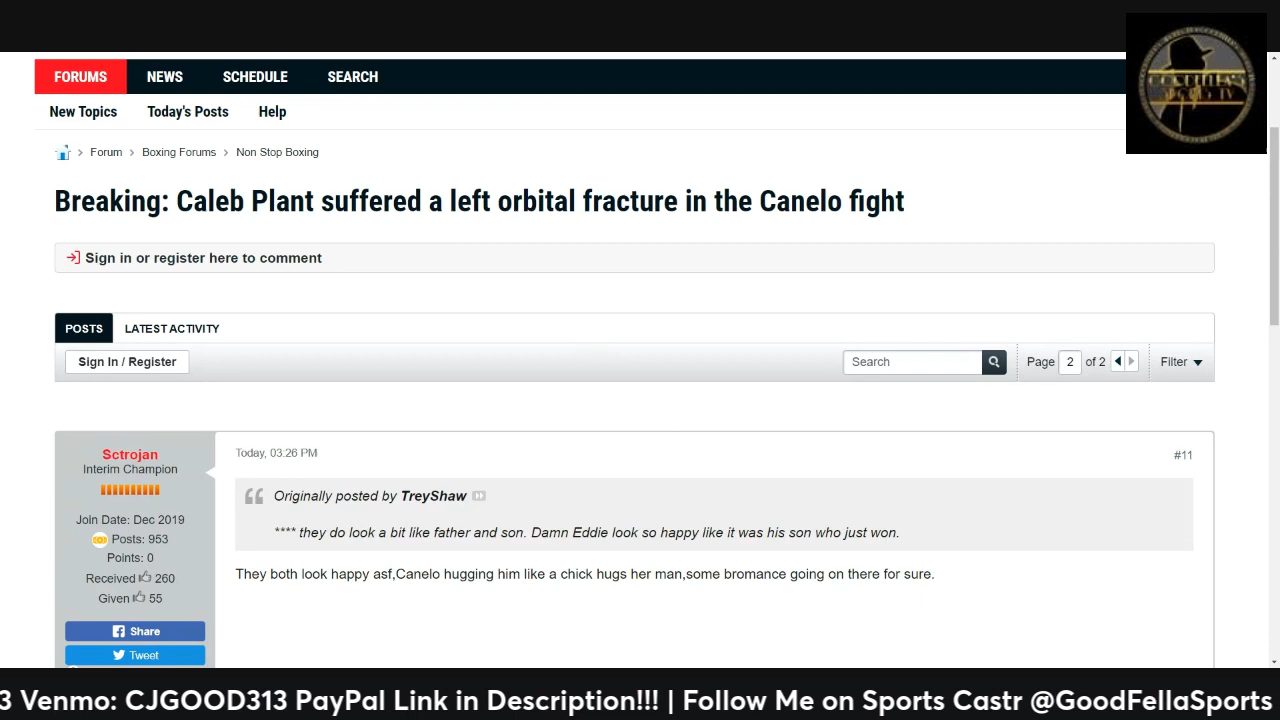 FORUMS NEWS SCHEDULE SEARCH
New Topics Today's Posts Help
Forum Boxing Forums Non Stop Boxing
Breaking: Caleb Plant suffered a left orbital fracture in the Canelo fight
Sign in or register here to comment
POSTS LATEST ACTIVITY
Sign In / Register Search Page 2 of 2 Filter
Sctrojan
Interim Champion
Join Date: Dec 2019
Posts: 953
Points: 0
Received 260
Given 55
Share
Tweet
Today, 03.26 PM #11
Originally posted by TreyShaw
**** they do look a bit like father and son. Damn Eddie look so happy like it was his son who just won.
They both look happy asf,Canelo hugging him like a chick hugs her man,some bromance going on there for sure.
3 Venmo: CJGOOD313 PayPal Link in Description!!! | Follow Me on Sports Castr @GoodFellaSports